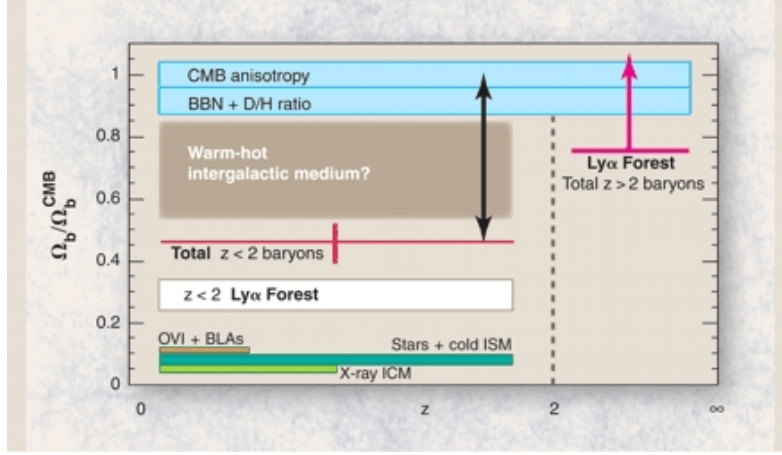 Ω_b/Ω_b^CMB
1
0.8
0.6
0.4
0.2
0
CMB anisotropy
BBN + D/H ratio
Warm-hot
intergalactic medium?
Lyα Forest
Total z > 2 baryons
Total z < 2 baryons
z < 2 Lyα Forest
OVI + BLAs
Stars + cold ISM
X-ray ICM
0 z 2 ∞